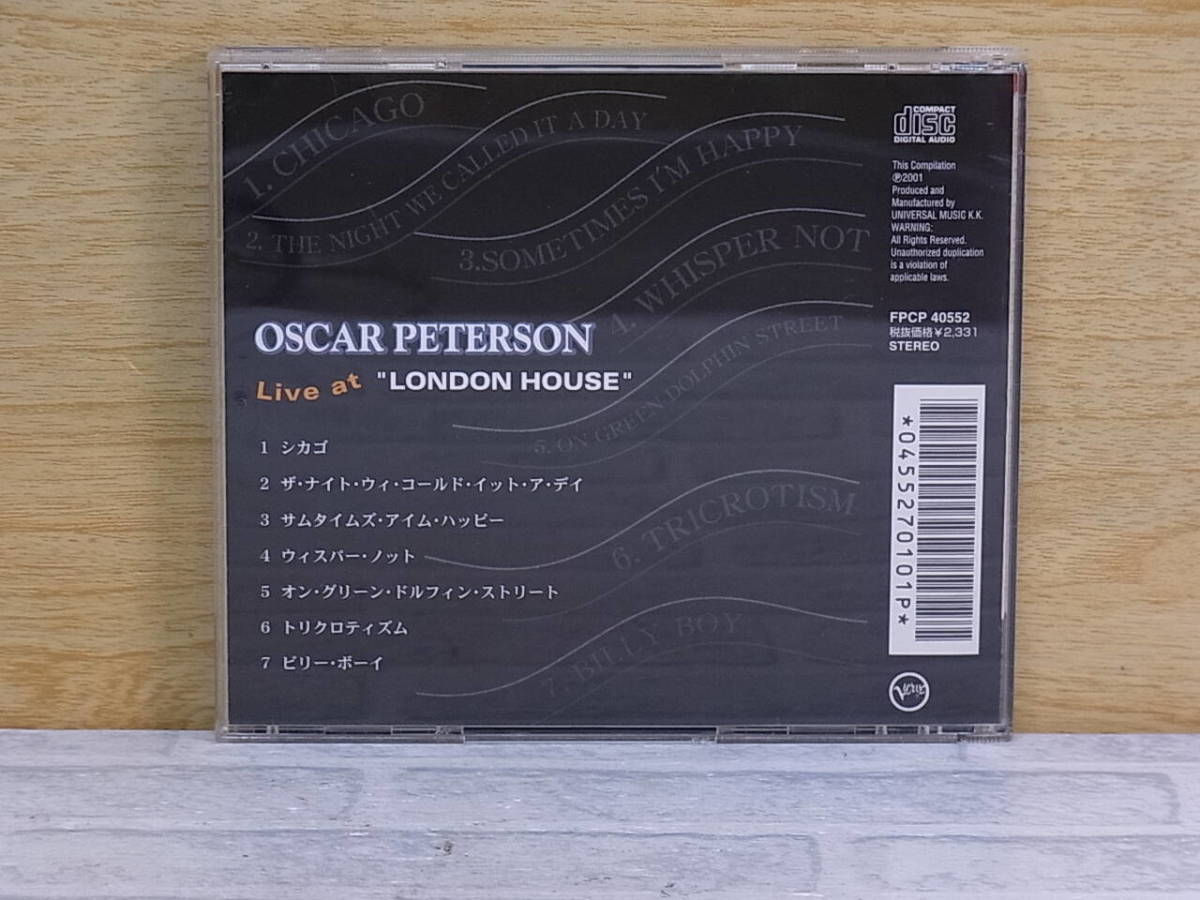 1. CHICAGO
2. THE NIGHT WE CALLED IT A DAY
3.SOMETIMES I'M HAPPY
4. WHISPER NOT
5. ON GREEN DOLPHIN STREET
6. TRICROTISM
7. BILLY BOY
OSCAR PETERSON
Live at "LONDON HOUSE"
1 シカゴ
2 ザ・ナイト・ウィ・コールド・イット・ア・デイ
3 サムタイムズ・アイム・ハッピー
4 ウィスパー・ノット
5 オン・グリーン・ドルフィン・ストリート
6 トリクロティズム
7 ビリー・ボーイ
COMPACT
disc
DIGITAL AUDIO
This Compilation
℗2001
Produced and
Manufactured by
UNIVERSAL MUSIC K.K.
WARNING:
All Rights Reserved.
Unauthorized duplication
is a violation of
applicable laws.
FPCP 40552
税抜価格¥2,331
STEREO
*0455270101P*
Verve